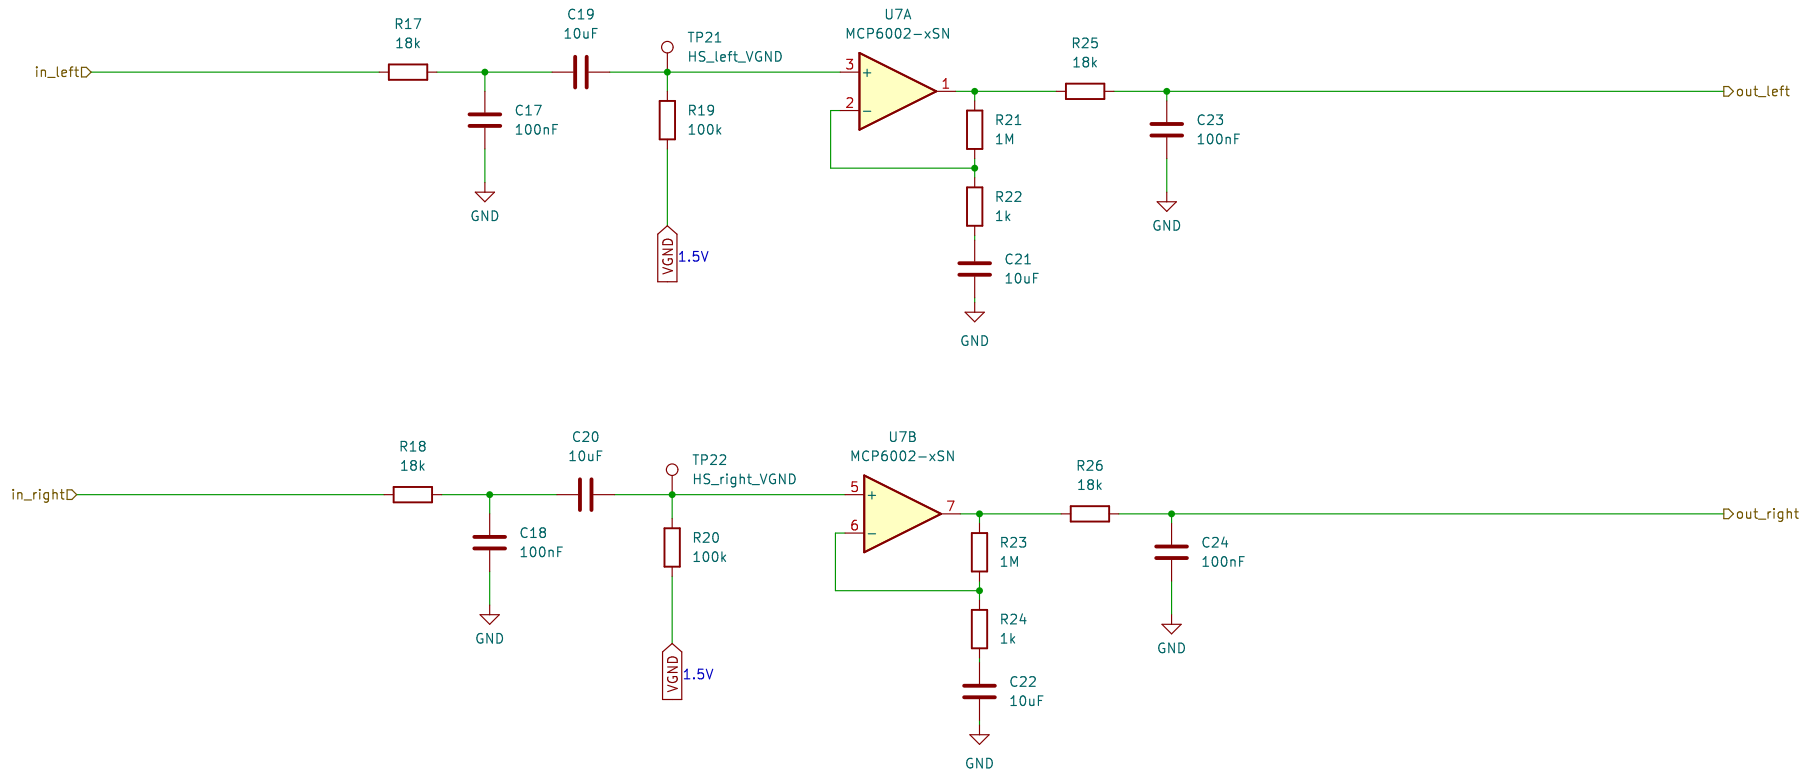 in_left
R17
18k
C17
100nF
GND
C19
10uF
TP21
HS_left_VGND
R19
100k
VGND
1.5V
U7A
MCP6002-xSN
3
+
2
-
1
R21
1M
R22
1k
C21
10uF
GND
R25
18k
C23
100nF
GND
out_left
in_right
R18
18k
C18
100nF
GND
C20
10uF
TP22
HS_right_VGND
R20
100k
VGND
1.5V
U7B
MCP6002-xSN
5
+
6
-
7
R23
1M
R24
1k
C22
10uF
GND
R26
18k
C24
100nF
GND
out_right